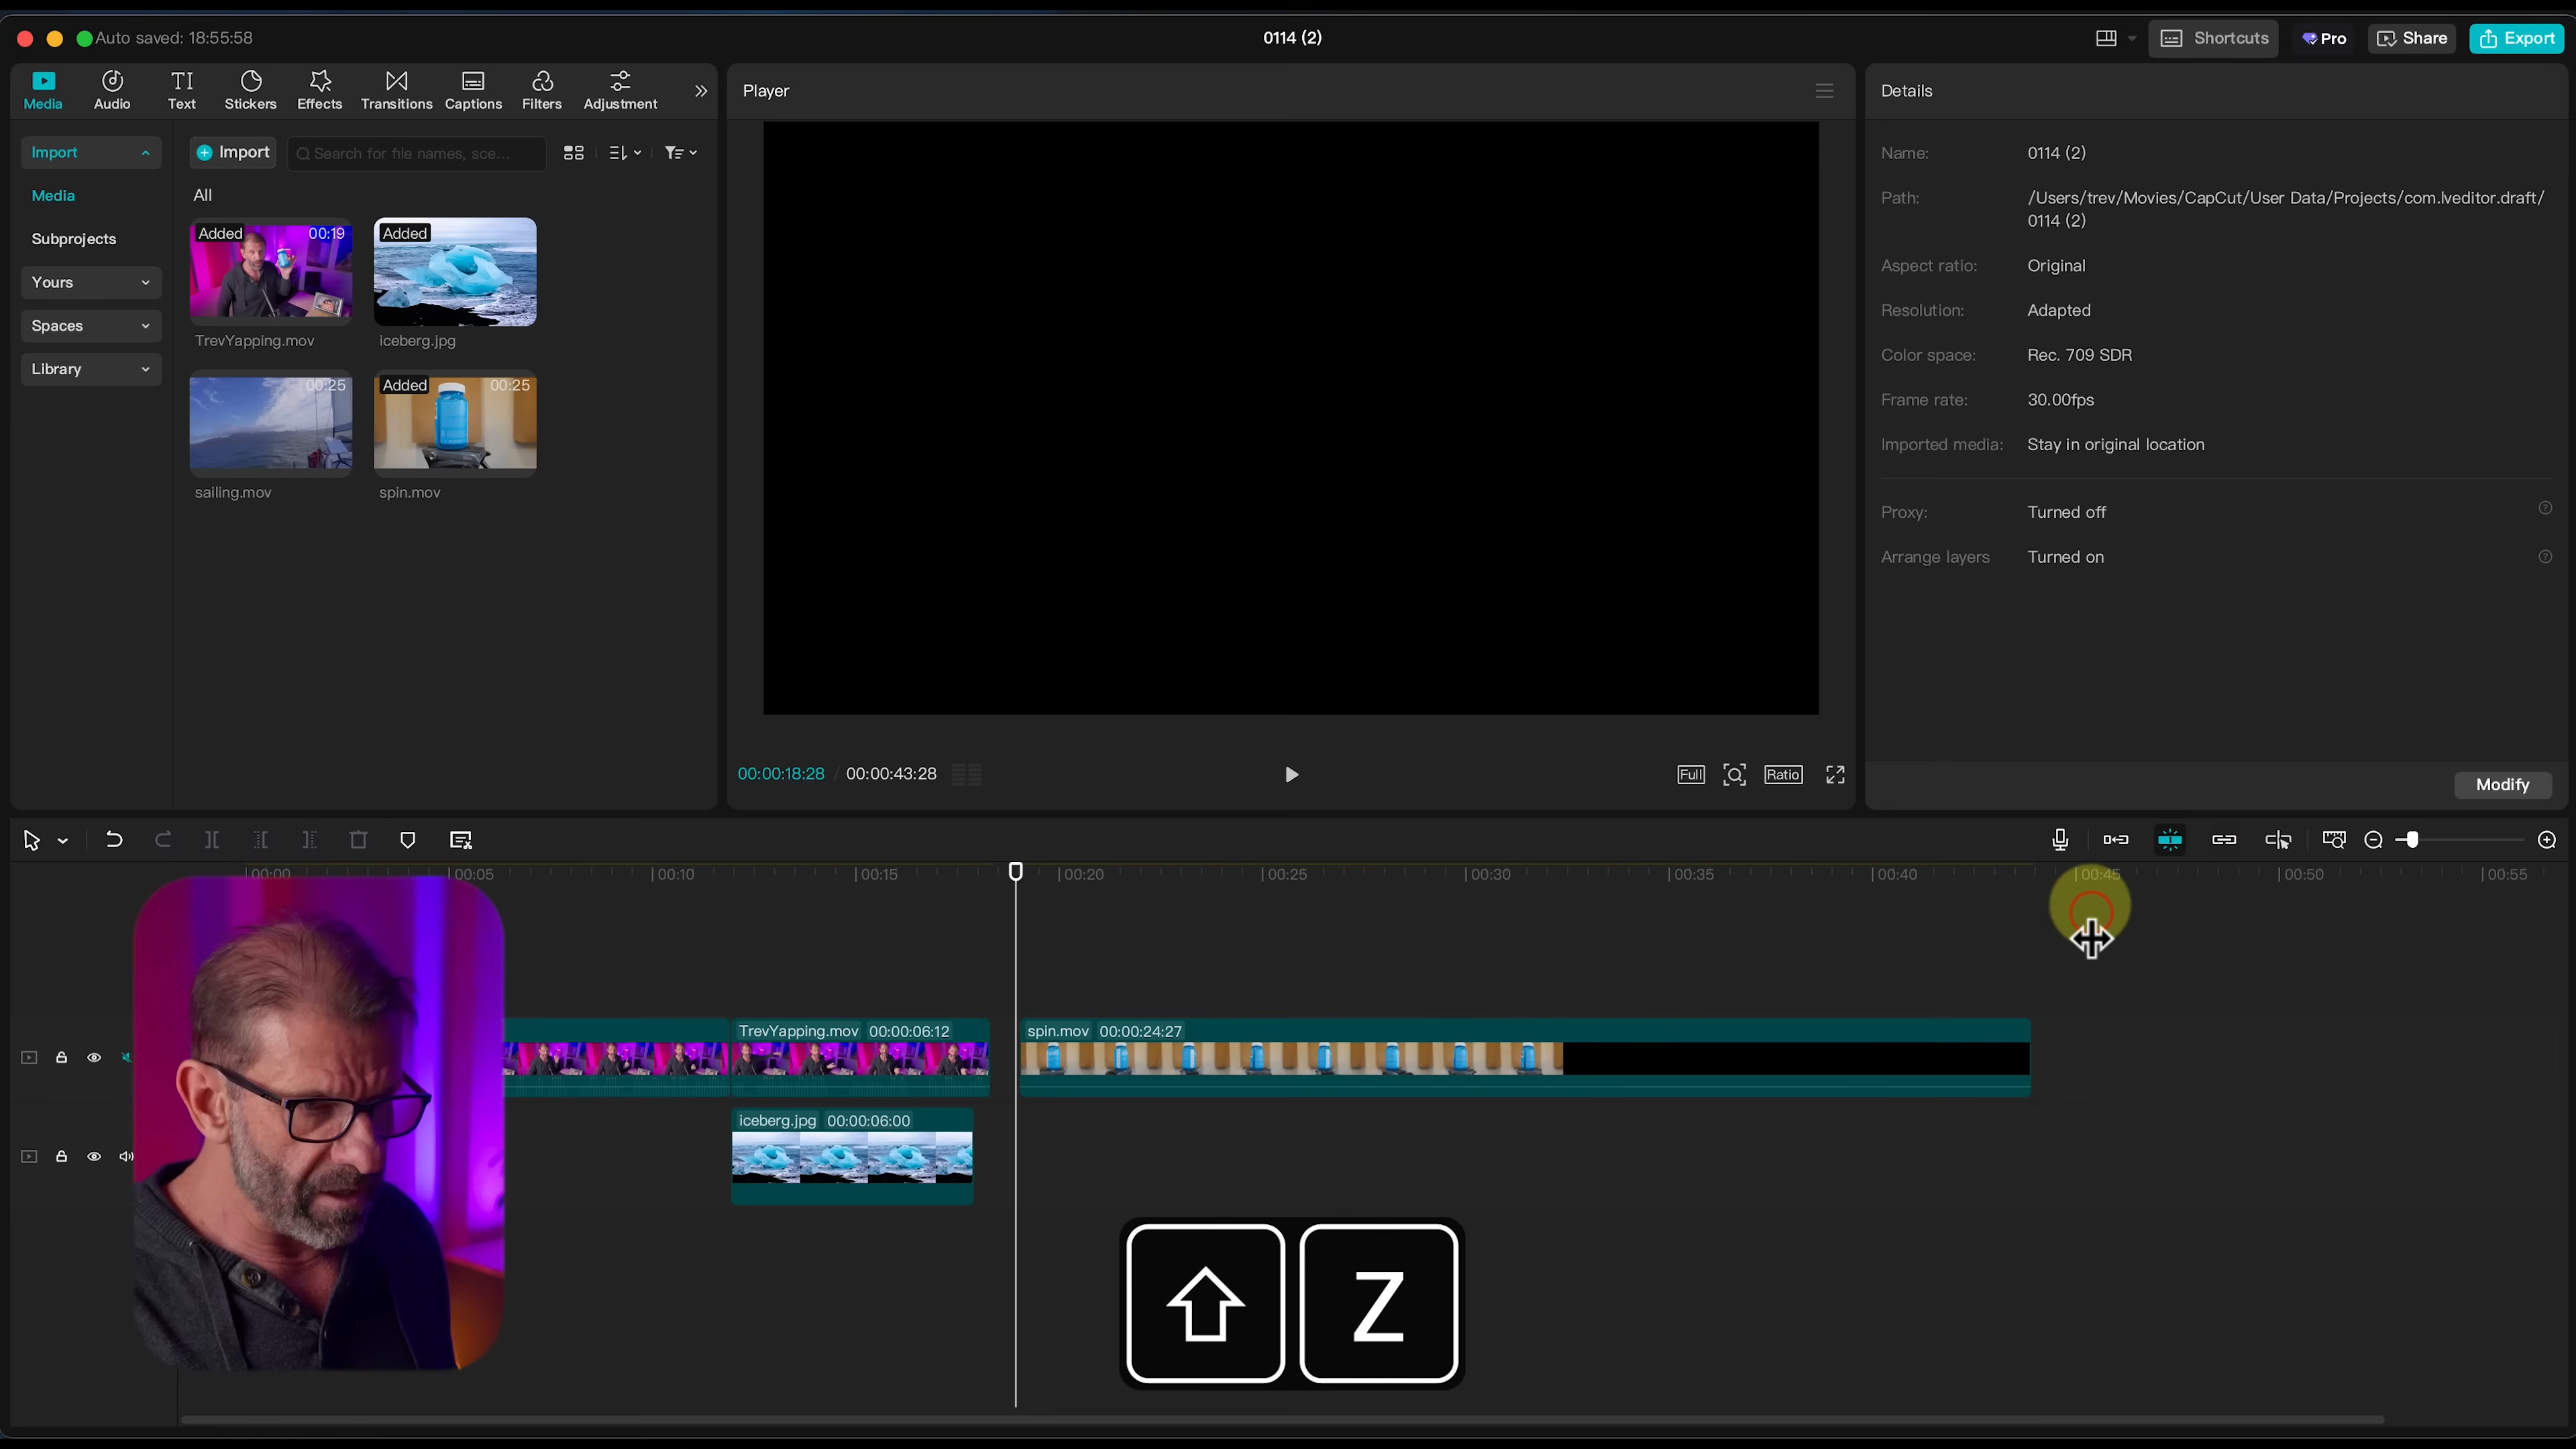 Auto saved: 18:55:58
0114 (2)
Shortcuts
Pro
Share
Export
Media
Audio
TI
Text
Stickers
Effects
Transitions
Captions
Filters
Adjustment
Player
Details
Import
Media
Subprojects
Yours
Spaces
Library
Import
Search for file names, sce...
All
Added
00:19
TrevYapping.mov
Added
iceberg.jpg
00:25
sailing.mov
Added
00:25
spin.mov
Name:
0114 (2)
Path:
/Users/trev/Movies/CapCut/User Data/Projects/com.lveditor.draft/
0114 (2)
Aspect ratio:
Original
Resolution:
Adapted
Color space:
Rec. 709 SDR
Frame rate:
30.00fps
Imported media:
Stay in original location
Proxy:
Turned off
Arrange layers
Turned on
Modify
00:00:18:28 / 00:00:43:28
Full
Ratio
00:00
00:05
00:10
00:15
00:20
00:25
00:30
00:35
00:40
00:45
00:50
00:55
TrevYapping.mov 00:00:06:12
spin.mov 00:00:24:27
iceberg.jpg 00:00:06:00
Z